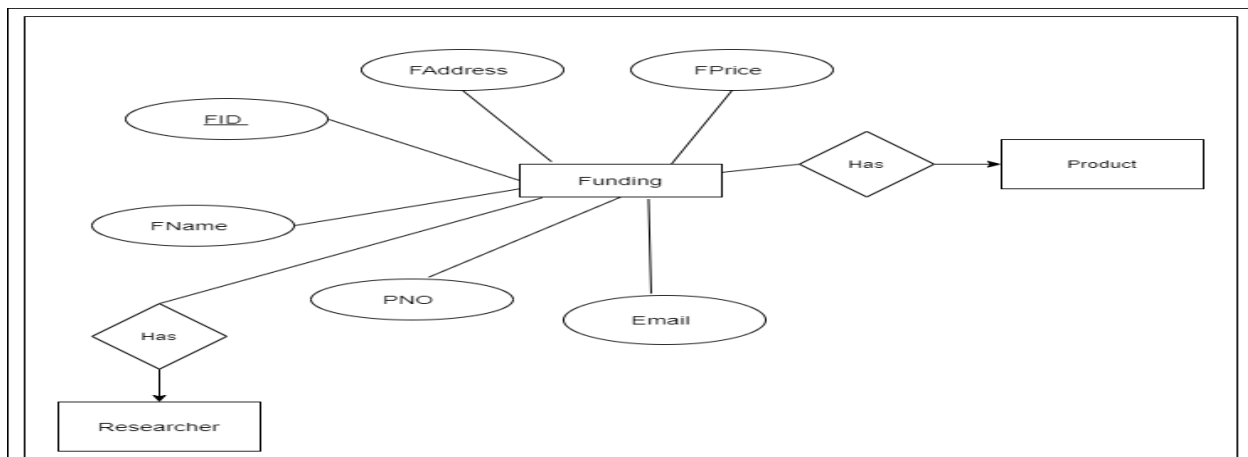 FAddress
FPrice
FID
Has
Product
Funding
FName
PNO
Email
Has
Researcher